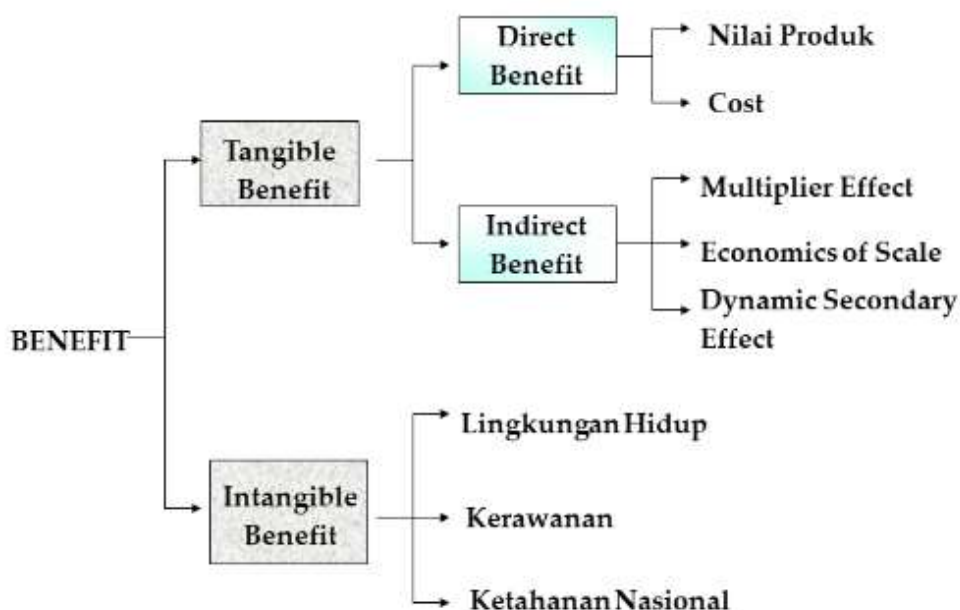 Direct
Benefit
Nilai Produk
Cost
Tangible
Benefit
Multiplier Effect
Indirect
Benefit
Economics of Scale
Dynamic Secondary
Effect
BENEFIT
Lingkungan Hidup
Intangible
Benefit
Kerawanan
Ketahanan Nasional